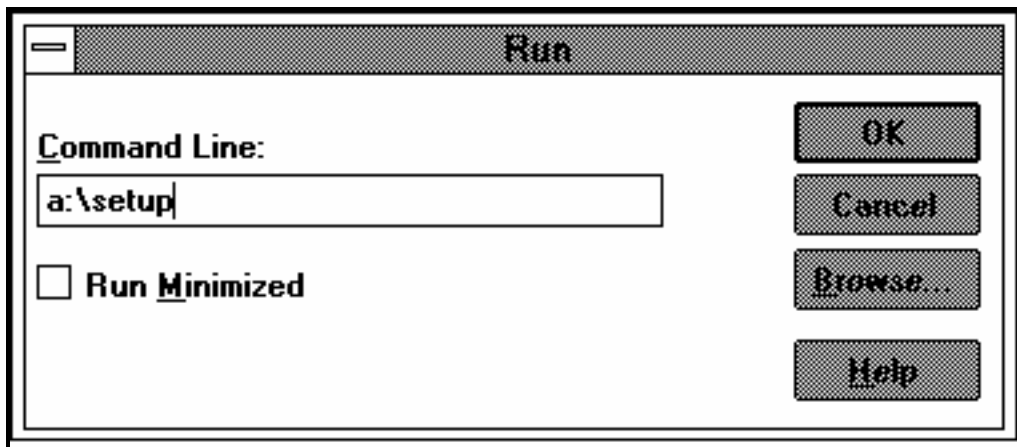 Run
Command Line:
a:\setup
Run Minimized
OK
Cancel
Browse...
Help